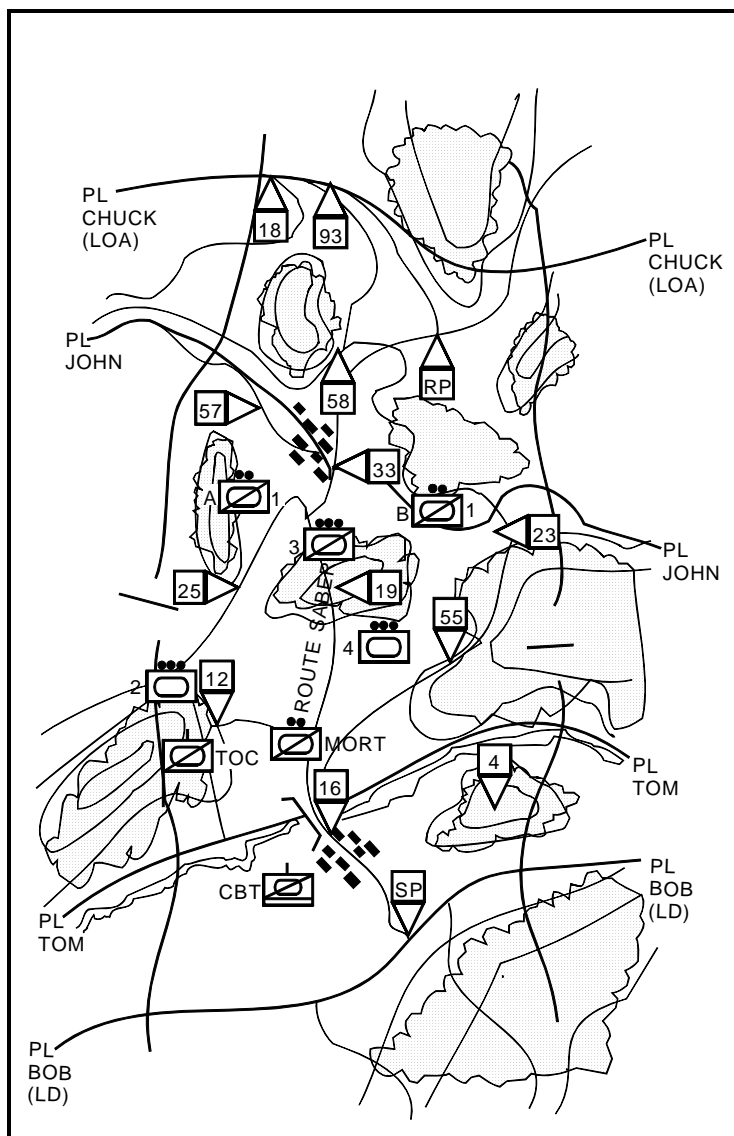 PL
CHUCK
(LOA)
18
93
PL
CHUCK
(LOA)
PL
JOHN
RP
58
57
33
A
1
B
1
3
23
PL
JOHN
25
19
55
4
ROUTE SABER
2
12
TOC
MORT
4
PL
TOM
16
CBT
SP
PL
BOB
(LD)
PL
TOM
PL
BOB
(LD)